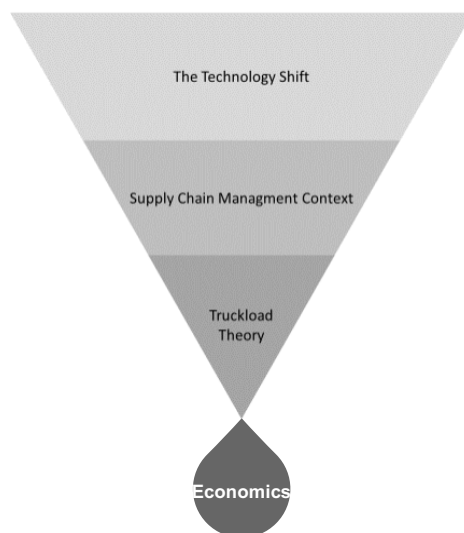 The Technology Shift
Supply Chain Managment Context
Truckload
Theory
Economics